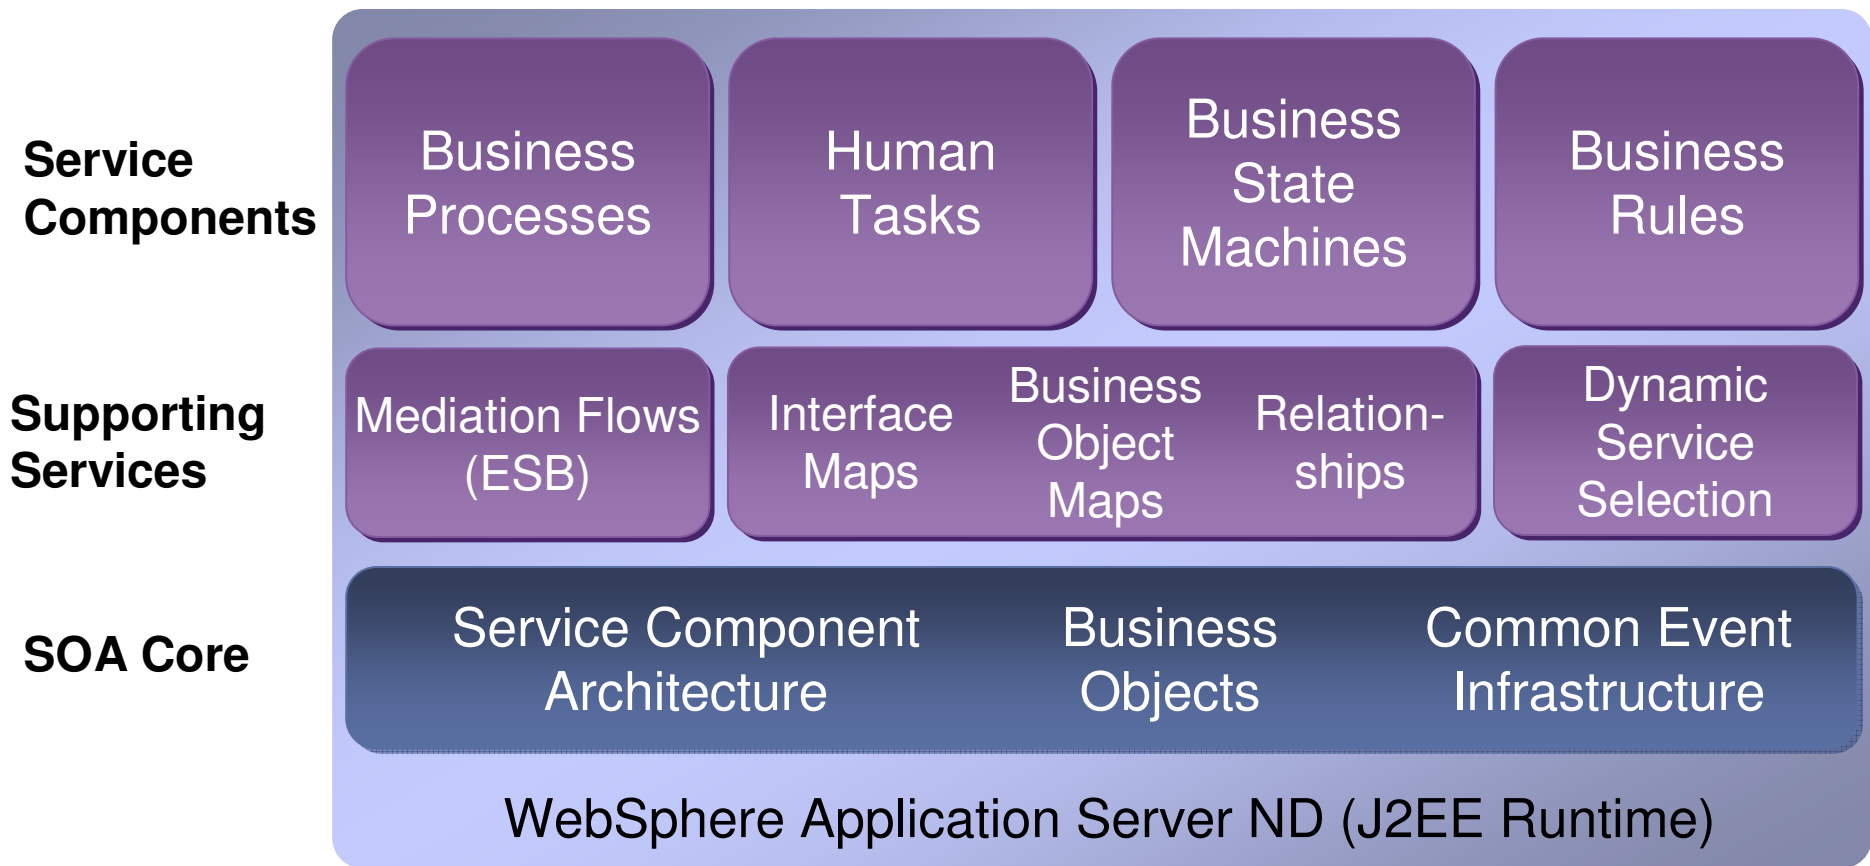 Service
Components
Business
Processes
Human
Tasks
Business
State
Machines
Business
Rules
Supporting
Services
Mediation Flows
(ESB)
Interface
Maps
Business
Object
Maps
Relation-
ships
Dynamic
Service
Selection
SOA Core
Service Component
Architecture
Business
Objects
Common Event
Infrastructure
WebSphere Application Server ND (J2EE Runtime)